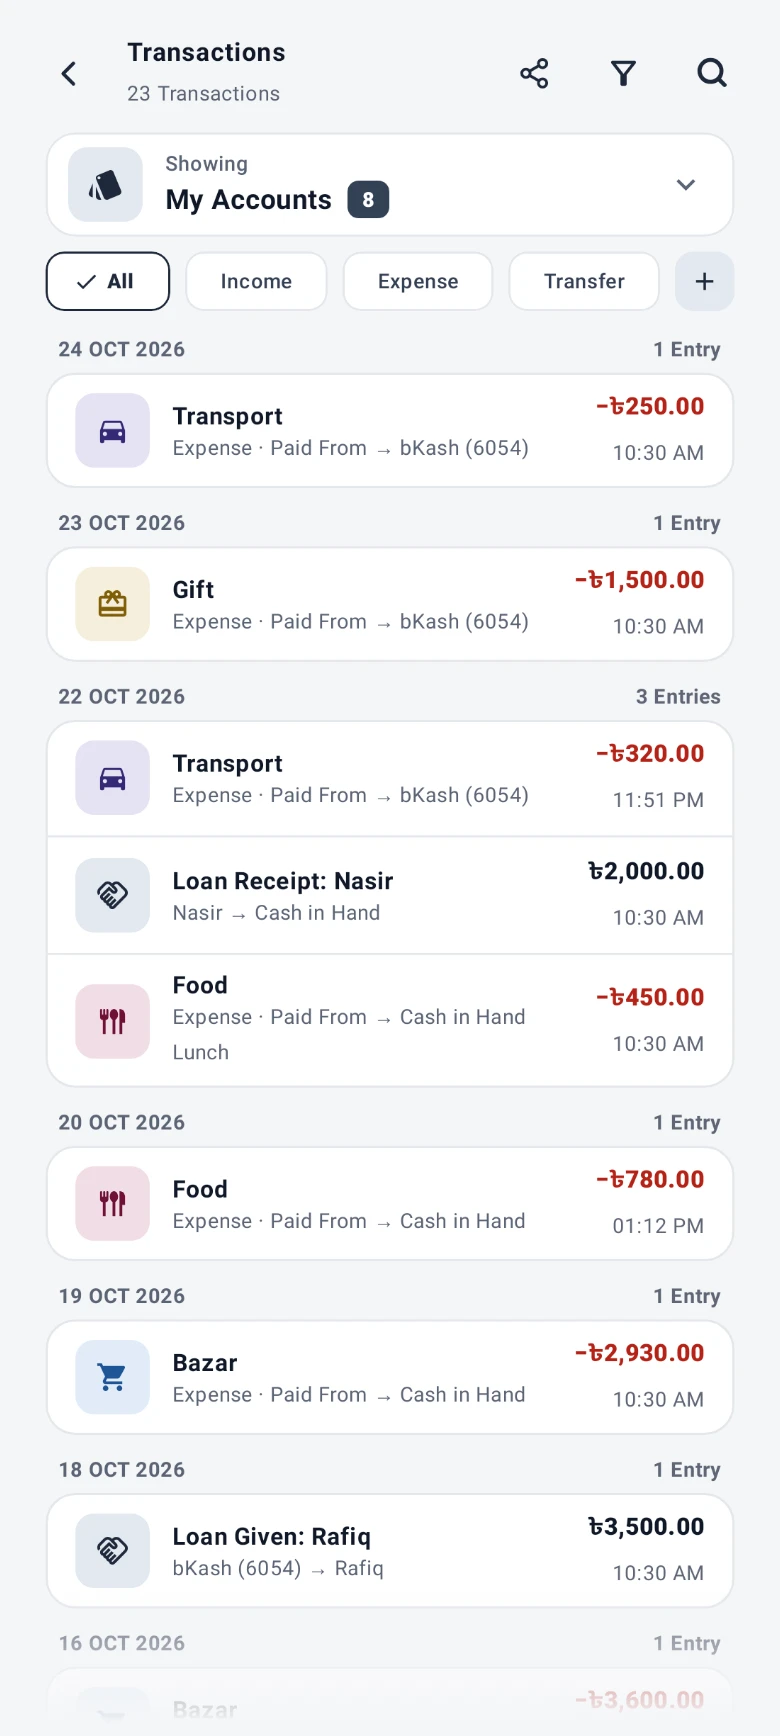 Transactions
23 Transactions
Showing
My Accounts 8
All Income Expense Transfer +
24 OCT 2026 1 Entry
Transport −৳250.00
Expense · Paid From → bKash (6054) 10:30 AM
23 OCT 2026 1 Entry
Gift −৳1,500.00
Expense · Paid From → bKash (6054) 10:30 AM
22 OCT 2026 3 Entries
Transport −৳320.00
Expense · Paid From → bKash (6054) 11:51 PM
Loan Receipt: Nasir ৳2,000.00
Nasir → Cash in Hand 10:30 AM
Food −৳450.00
Expense · Paid From → Cash in Hand 10:30 AM
Lunch
20 OCT 2026 1 Entry
Food −৳780.00
Expense · Paid From → Cash in Hand 01:12 PM
19 OCT 2026 1 Entry
Bazar −৳2,930.00
Expense · Paid From → Cash in Hand 10:30 AM
18 OCT 2026 1 Entry
Loan Given: Rafiq ৳3,500.00
bKash (6054) → Rafiq 10:30 AM
16 OCT 2026 1 Entry
Bazar −৳3,600.00